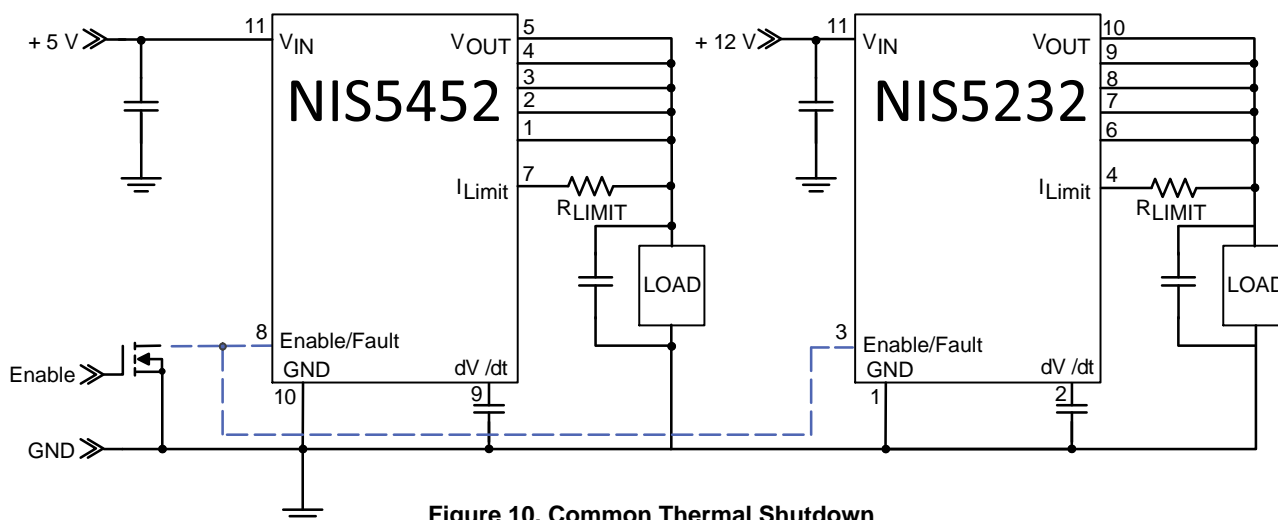 + 5 V
11
VIN
NIS5452
VOUT
5
4
3
2
1
ILimit
7
RLIMIT
LOAD
8
Enable/Fault
GND
10
dV /dt
9
Enable
GND
+ 12 V
11
VIN
NIS5232
VOUT
10
9
8
7
6
ILimit
4
RLIMIT
LOAD
3
Enable/Fault
GND
1
dV /dt
2
Figure 10. Common Thermal Shutdown